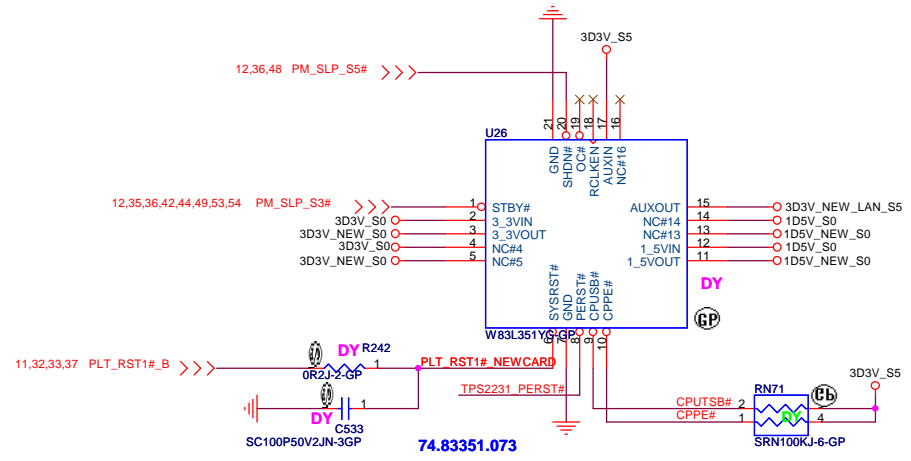 3D3V_S5
12,36,48 PM_SLP_S5#
21 20 19 18 17 16
U26
GND SHDN# OC# RCLKEN AUXIN NC#16
12,35,36,42,44,49,53,54 PM_SLP_S3#
1 STBY# AUXOUT 15 3D3V_NEW_LAN_S5
3D3V_S0 2 3_3VIN NC#14 14 1D5V_S0
3D3V_NEW_S0 3 3_3VOUT NC#13 13 1D5V_NEW_S0
3D3V_S0 4 NC#4 1_5VIN 12 1D5V_S0
3D3V_NEW_S0 5 NC#5 1_5VOUT 11 1D5V_NEW_S0
SYSRST# GND PERST# CPUSB# CPPE#
DY
GP
W83L351YG-GP
6 7 8 9 10
DY R242
11,32,33,37 PLT_RST1#_B
1 PLT_RST1#_NEWCARD
0R2J-2-GP
3D3V_S5
TPS2231_PERST#
RN71
CPUTSB# 2
DY
1
C533
CPPE# 1 DY 4
SC100P50V2JN-3GP
SRN100KJ-6-GP
74.83351.073